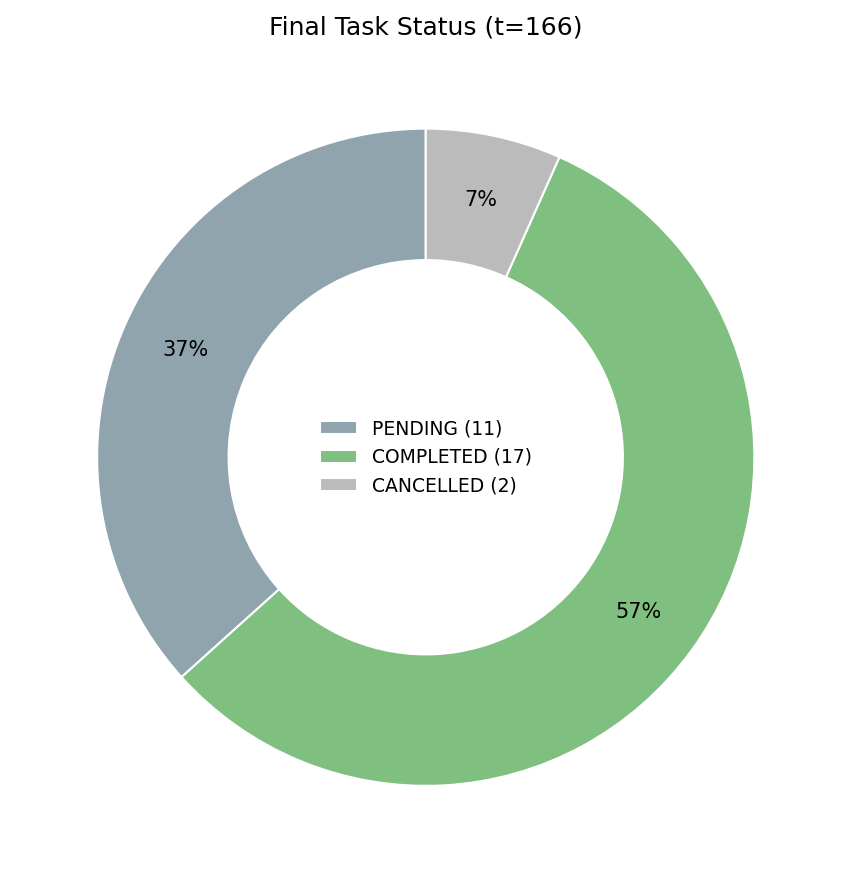 Final Task Status (t=166)
7%
37%
PENDING (11)
COMPLETED (17)
CANCELLED (2)
57%